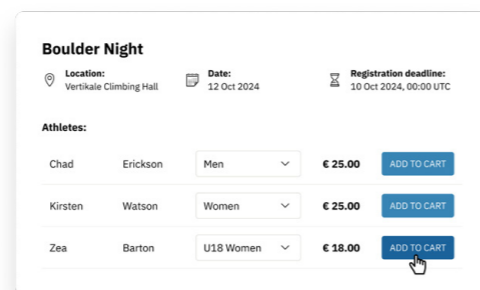 Boulder Night
Location:
Vertikale Climbing Hall
Date:
12 Oct 2024
Registration deadline:
10 Oct 2024, 00:00 UTC
Athletes:
Chad Erickson Men € 25.00 ADD TO CART
Kirsten Watson Women € 25.00 ADD TO CART
Zea Barton U18 Women € 18.00 ADD TO CART